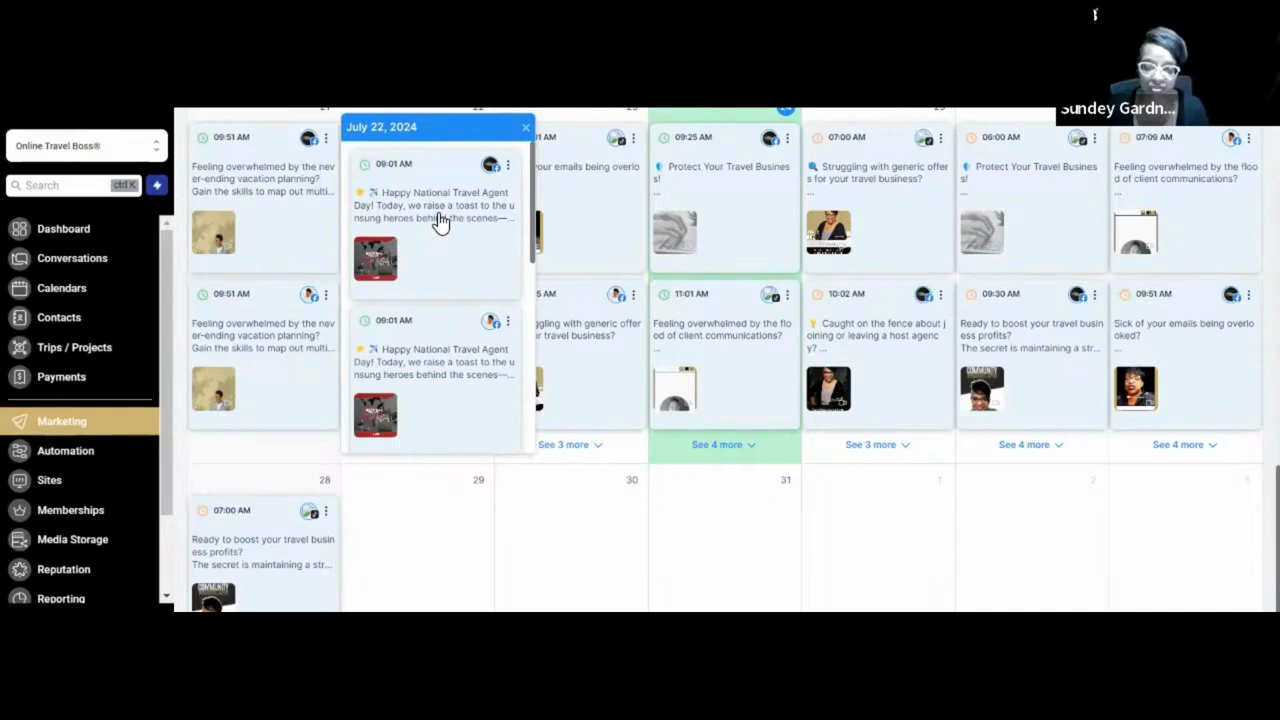 Sundey Gardn...
Online Travel Boss®
Search
ctrl K
Dashboard
Conversations
Calendars
Contacts
Trips / Projects
Payments
Marketing
Automation
Sites
Memberships
Media Storage
Reputation
Reporting
09:51 AM
Feeling overwhelmed by the nev
er-ending vacation planning?
Gain the skills to map out multi...
09:51 AM
Feeling overwhelmed by the nev
er-ending vacation planning?
Gain the skills to map out multi...
July 22, 2024
09:01 AM
Happy National Travel Agent
Day! Today, we raise a toast to the u
nsung heroes behind the scenes—...
09:01 AM
Happy National Travel Agent
Day! Today, we raise a toast to the u
nsung heroes behind the scenes—...
your emails being overlo
gling with generic offer
r travel business?
See 3 more
09:25 AM
Protect Your Travel Busines
s!
...
11:01 AM
Feeling overwhelmed by the flo
od of client communications?
...
See 4 more
07:00 AM
Struggling with generic offer
s for your travel business?
...
10:02 AM
Caught on the fence about j
oining or leaving a host agenc
y? ...
See 3 more
06:00 AM
Protect Your Travel Busines
s!
...
09:30 AM
Ready to boost your travel busin
ess profits?
The secret is maintaining a str...
See 4 more
07:09 AM
Feeling overwhelmed by the floo
d of client communications?
...
09:51 AM
Sick of your emails being overlo
oked?
...
See 4 more
28
29
30
31
1
2
3
07:00 AM
Ready to boost your travel busin
ess profits?
The secret is maintaining a str...
COMMUNITY